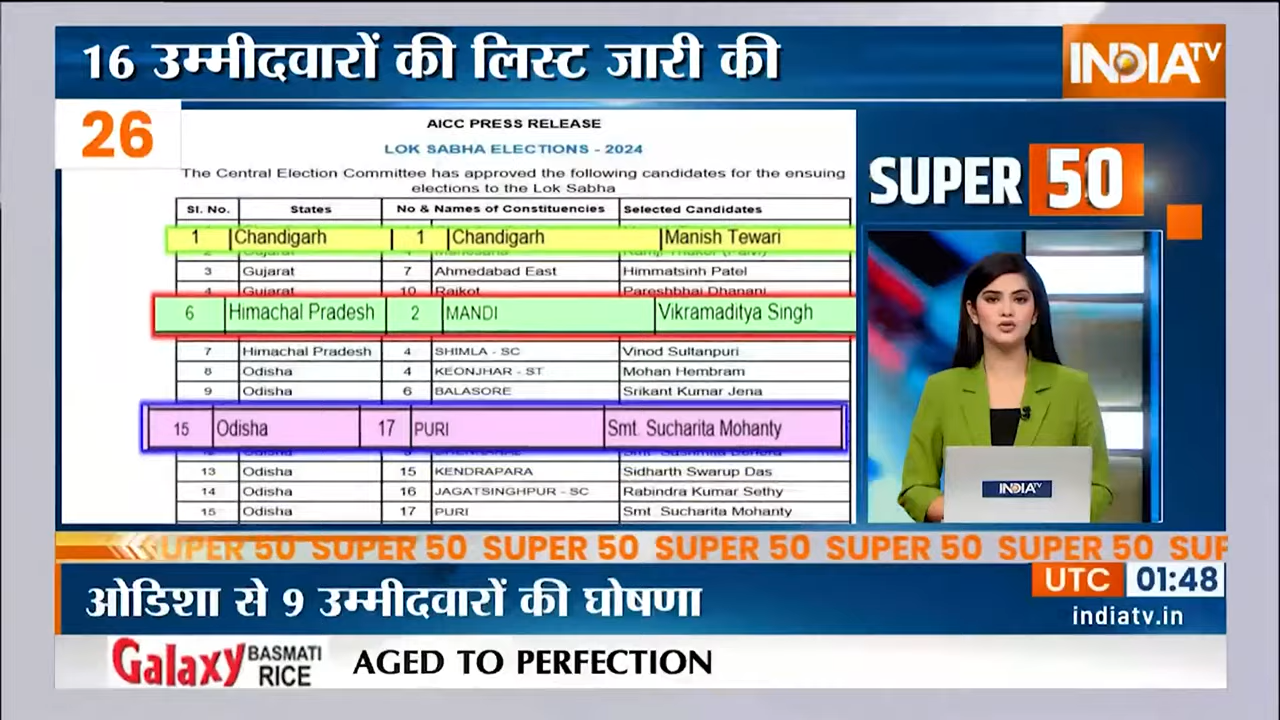 16 उम्मीदवारों की लिस्ट जारी की
INDIA TV
26
AICC PRESS RELEASE
LOK SABHA ELECTIONS - 2024
The Central Election Committee has approved the following candidates for the ensuing
elections to the Lok Sabha
Sl. No. States No & Names of Constituencies Selected Candidates
1 Chandigarh 1 Chandigarh Manish Tewari
3 Gujarat 7 Ahmedabad East Himmatsinh Patel
4 Gujarat 10 Rajkot Pareshbhai Dhanani
6 Himachal Pradesh 2 MANDI Vikramaditya Singh
7 Himachal Pradesh 4 SHIMLA - SC Vinod Sultanpuri
8 Odisha 4 KEONJHAR - ST Mohan Hembram
9 Odisha 6 BALASORE Srikant Kumar Jena
15 Odisha 17 PURI Smt. Sucharita Mohanty
13 Odisha 15 KENDRAPARA Sidharth Swarup Das
14 Odisha 16 JAGATSINGHPUR - SC Rabindra Kumar Sethy
15 Odisha 17 PURI Smt Sucharita Mohanty
SUPER 50
INDIA TV
UPER 50 SUPER 50 SUPER 50 SUPER 50 SUPER 50 SUPER 50 SUP
ओडिशा से 9 उम्मीदवारों की घोषणा
UTC 01:48
indiatv.in
Galaxy BASMATI RICE AGED TO PERFECTION